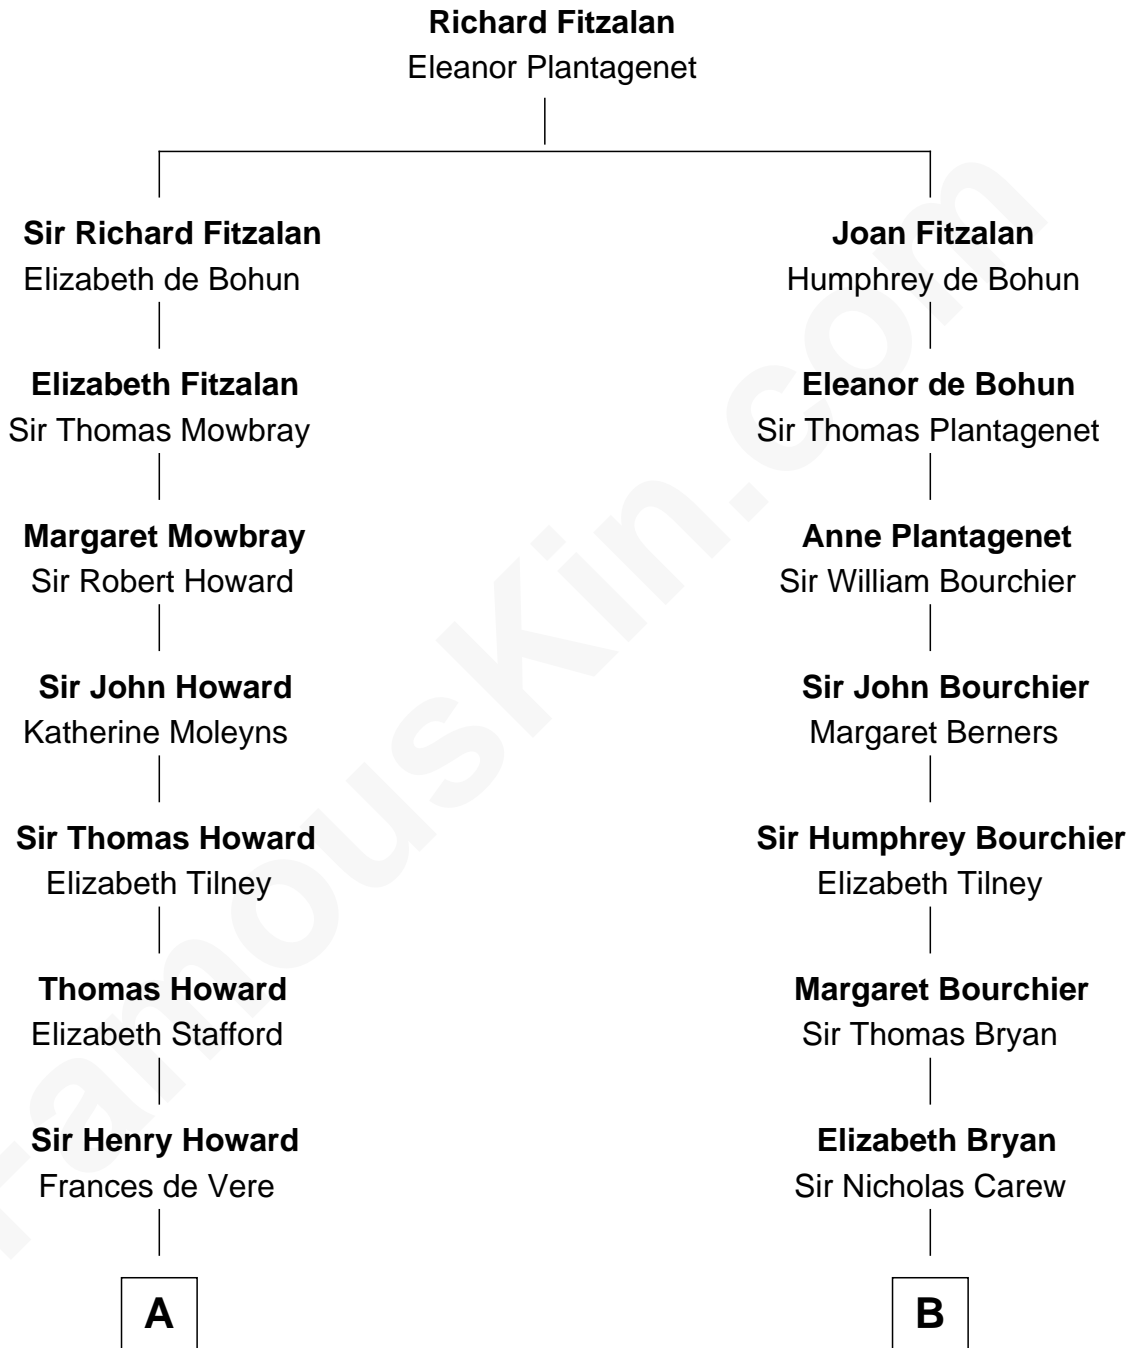 Richard Fitzalan
Eleanor Plantagenet
Sir Richard Fitzalan
Elizabeth de Bohun
Elizabeth Fitzalan
Sir Thomas Mowbray
Margaret Mowbray
Sir Robert Howard
Sir John Howard
Katherine Moleyns
Sir Thomas Howard
Elizabeth Tilney
Thomas Howard
Elizabeth Stafford
Sir Henry Howard
Frances de Vere
A
Joan Fitzalan
Humphrey de Bohun
Eleanor de Bohun
Sir Thomas Plantagenet
Anne Plantagenet
Sir William Bourchier
Sir John Bourchier
Margaret Berners
Sir Humphrey Bourchier
Elizabeth Tilney
Margaret Bourchier
Sir Thomas Bryan
Elizabeth Bryan
Sir Nicholas Carew
B
FamousKin.com